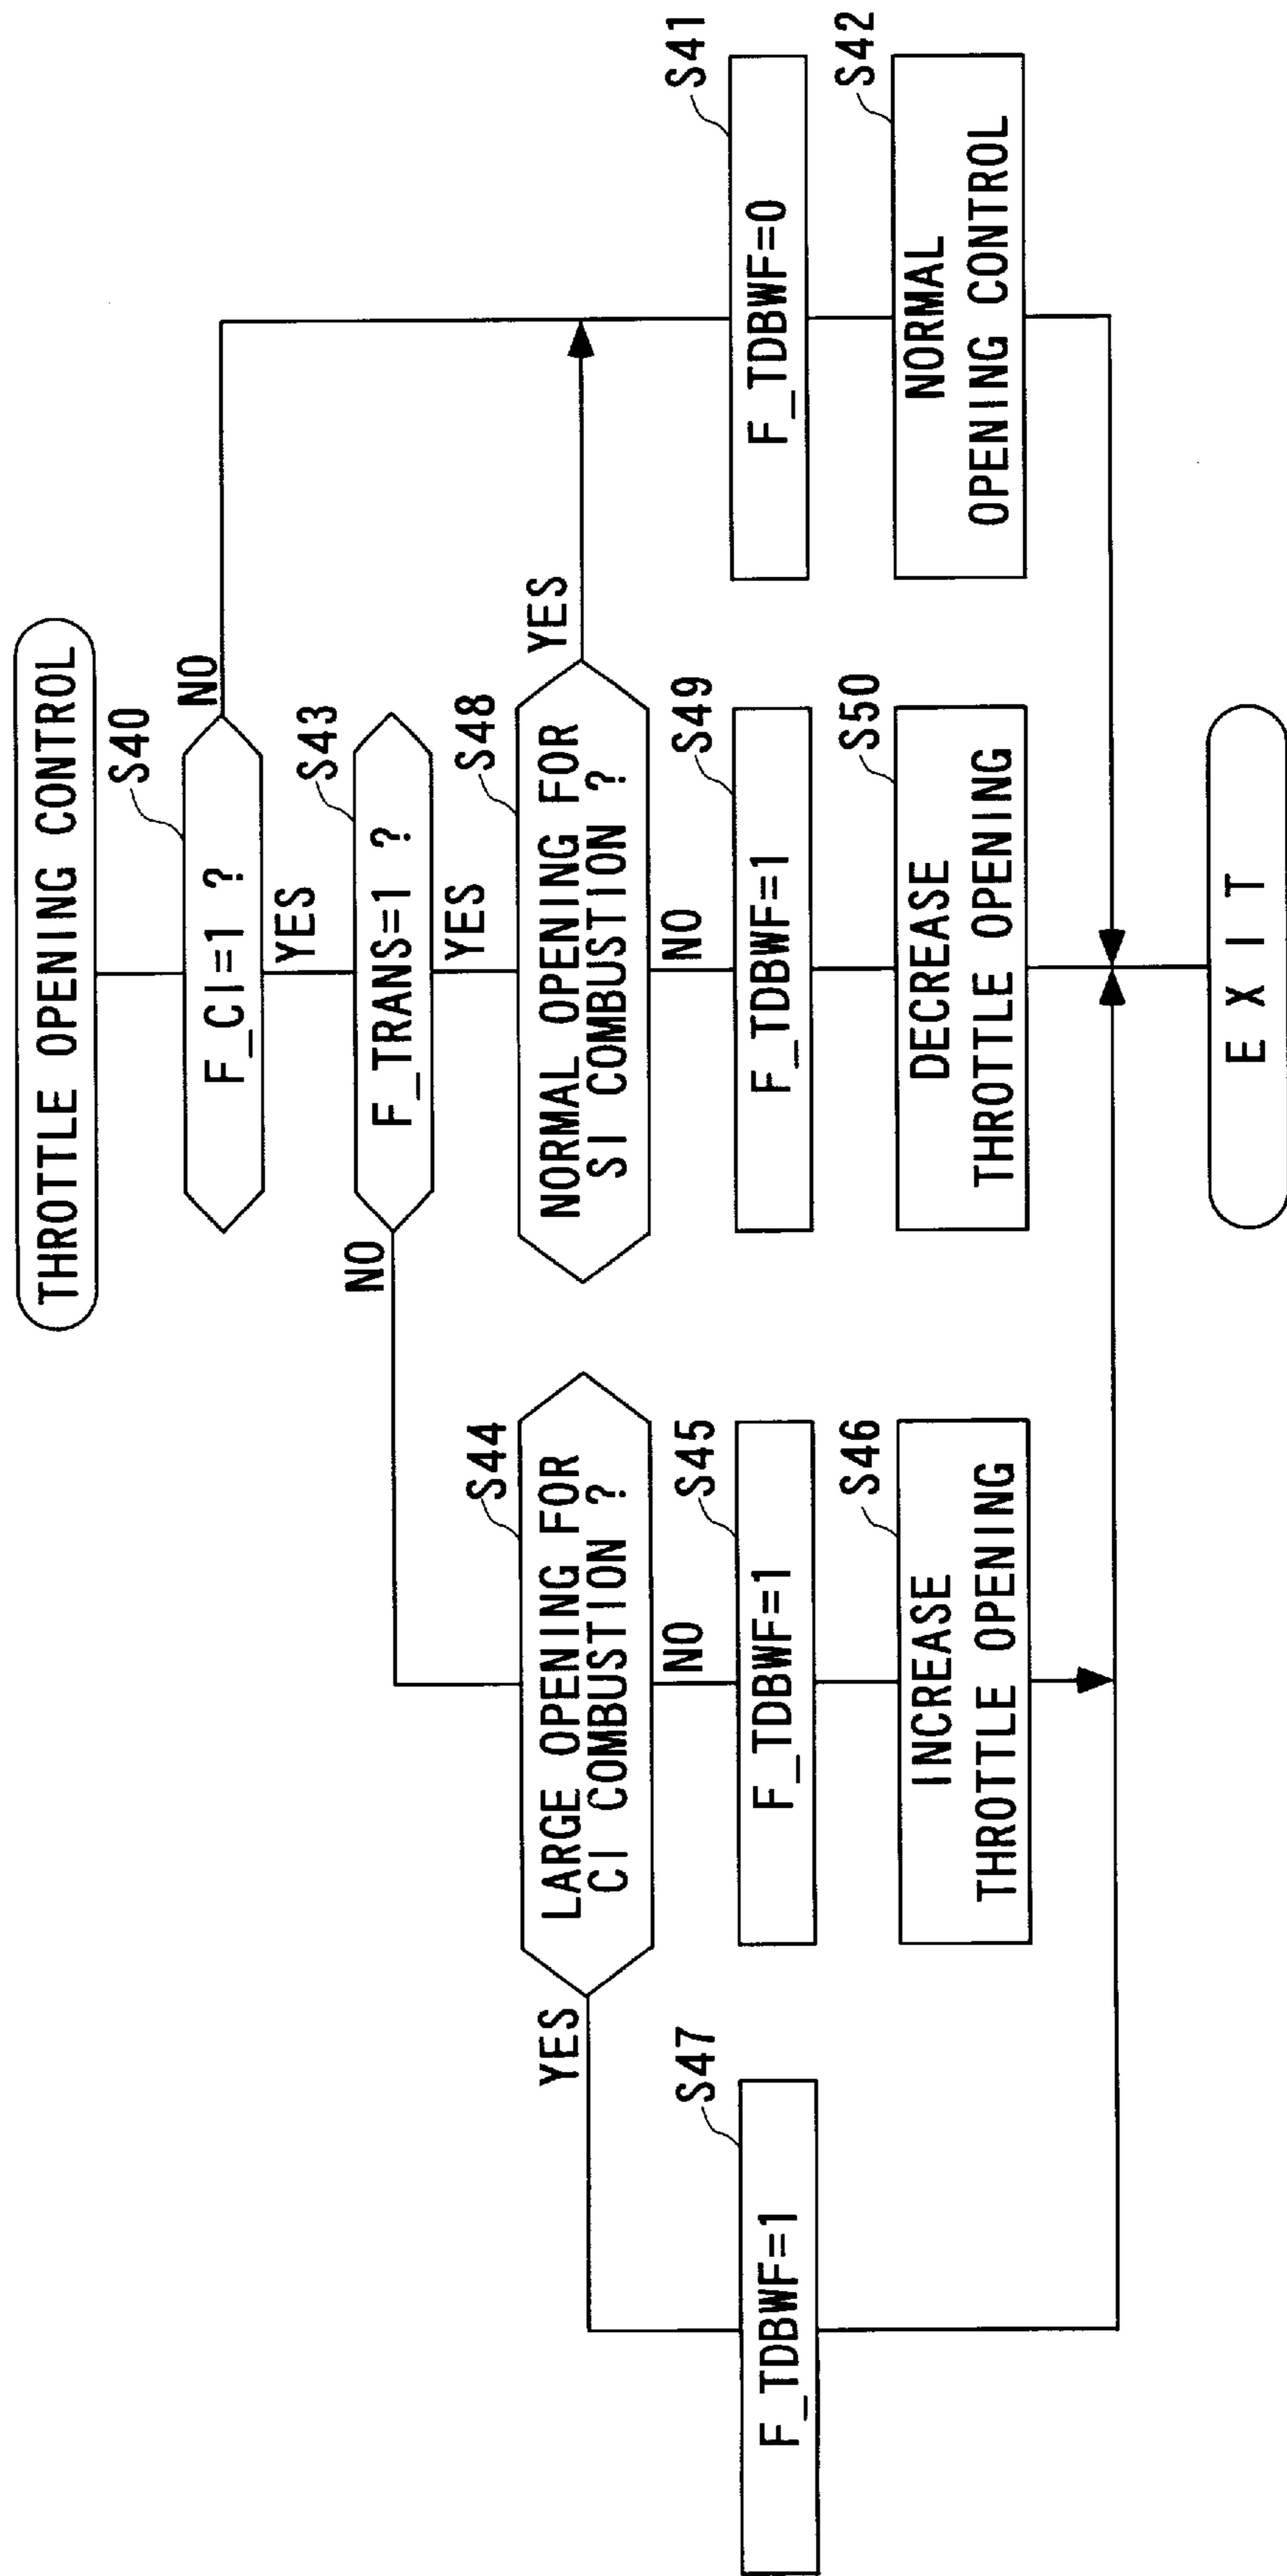 THROTTLE OPENING CONTROL
S40
F_CI=1 ?
NO
YES
S43
F_TRANS=1 ?
NO
YES
S44
LARGE OPENING FOR
CI COMBUSTION ?
YES
NO
S48
NORMAL OPENING FOR
SI COMBUSTION ?
YES
NO
S47
F_TDBWF=1
S45
F_TDBWF=1
S49
F_TDBWF=1
S41
F_TDBWF=0
S46
INCREASE
THROTTLE OPENING
S50
DECREASE
THROTTLE OPENING
S42
NORMAL
OPENING CONTROL
EXIT